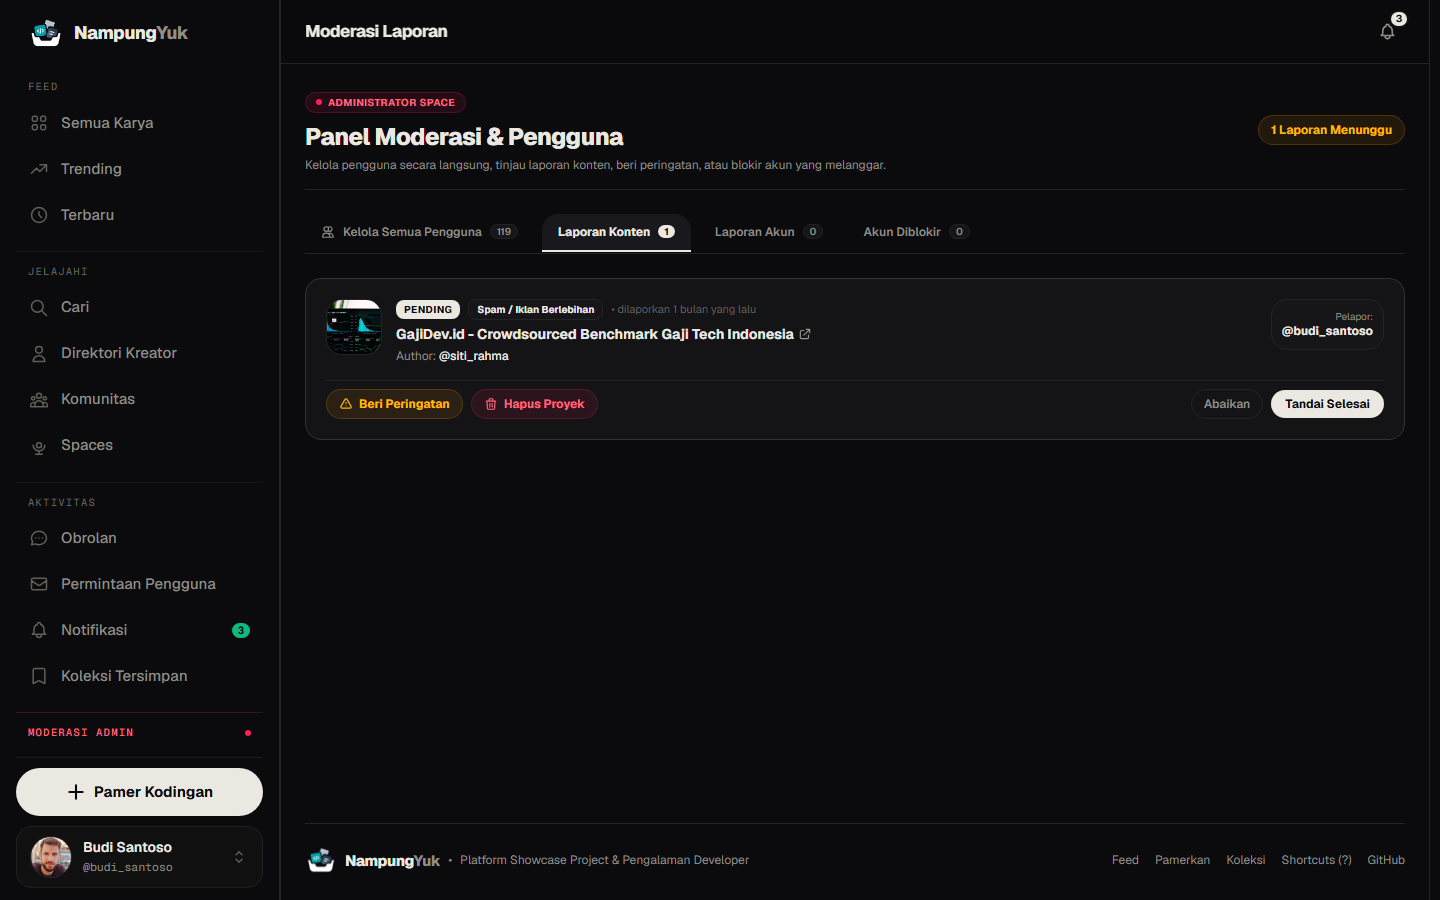 NampungYuk
FEED
Semua Karya
Trending
Terbaru
JELAJAHI
Cari
Direktori Kreator
Komunitas
Spaces
AKTIVITAS
Obrolan
Permintaan Pengguna
Notifikasi 3
Koleksi Tersimpan
MODERASI ADMIN
Pamer Kodingan
Budi Santoso
@budi_santoso
Moderasi Laporan
3
ADMINISTRATOR SPACE
Panel Moderasi & Pengguna
Kelola pengguna secara langsung, tinjau laporan konten, beri peringatan, atau blokir akun yang melanggar.
1 Laporan Menunggu
Kelola Semua Pengguna 119 Laporan Konten 1 Laporan Akun 0 Akun Diblokir 0
PENDING Spam / Iklan Berlebihan • dilaporkan 1 bulan yang lalu
GajiDev.id - Crowdsourced Benchmark Gaji Tech Indonesia
Author: @siti_rahma
Pelapor:
@budi_santoso
Beri Peringatan Hapus Proyek Abaikan Tandai Selesai
NampungYuk • Platform Showcase Project & Pengalaman Developer
Feed Pamerkan Koleksi Shortcuts (?) GitHub